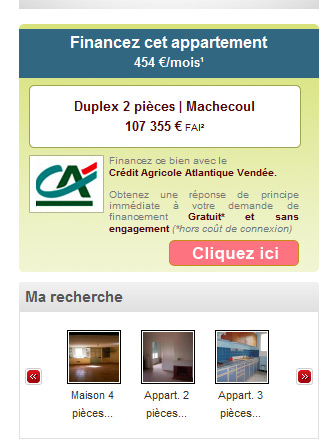 Financez cet appartement
454 €/mois¹
Duplex 2 pièces | Machecoul
107 355 € FAI²
Financez ce bien avec le
Crédit Agricole Atlantique Vendée.
Obtenez une réponse de principe
immédiate à votre demande de
financement Gratuit* et sans
engagement (*hors coût de connexion)
Cliquez ici
Ma recherche
Maison 4 pièces...
Appart. 2 pièces...
Appart. 3 pièces...